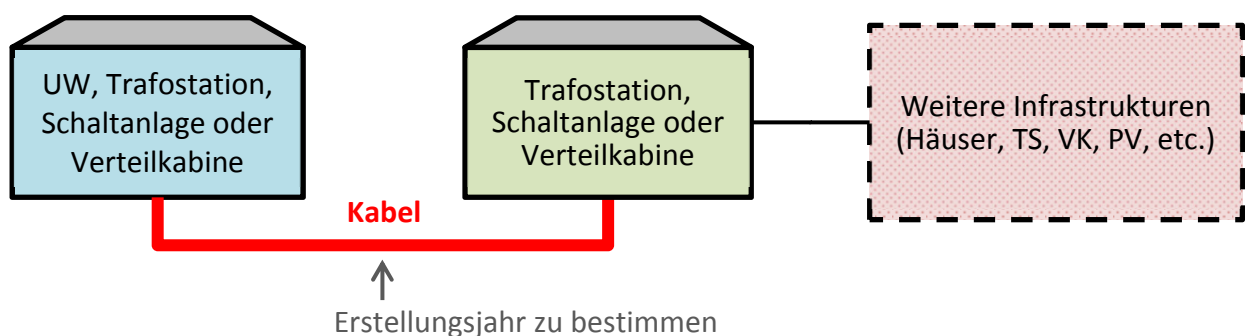 UW, Trafostation,
Schaltanlage oder
Verteilkabine
Trafostation,
Schaltanlage oder
Verteilkabine
Weitere Infrastrukturen
(Häuser, TS, VK, PV, etc.)
Kabel
Erstellungsjahr zu bestimmen